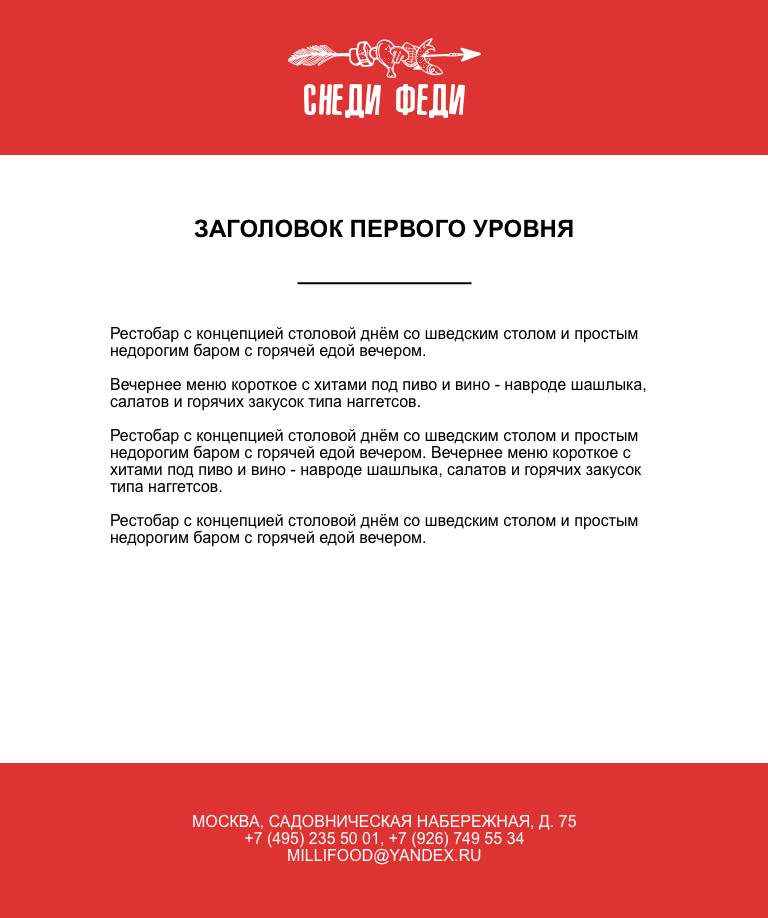 СНЕДИ ФЕДИ
ЗАГОЛОВОК ПЕРВОГО УРОВНЯ
Рестобар с концепцией столовой днём со шведским столом и простым
недорогим баром с горячей едой вечером.
Вечернее меню короткое с хитами под пиво и вино - навроде шашлыка,
салатов и горячих закусок типа наггетсов.
Рестобар с концепцией столовой днём со шведским столом и простым
недорогим баром с горячей едой вечером. Вечернее меню короткое с
хитами под пиво и вино - навроде шашлыка, салатов и горячих закусок
типа наггетсов.
Рестобар с концепцией столовой днём со шведским столом и простым
недорогим баром с горячей едой вечером.
МОСКВА, САДОВНИЧЕСКАЯ НАБЕРЕЖНАЯ, Д. 75
+7 (495) 235 50 01, +7 (926) 749 55 34
MILLIFOOD@YANDEX.RU